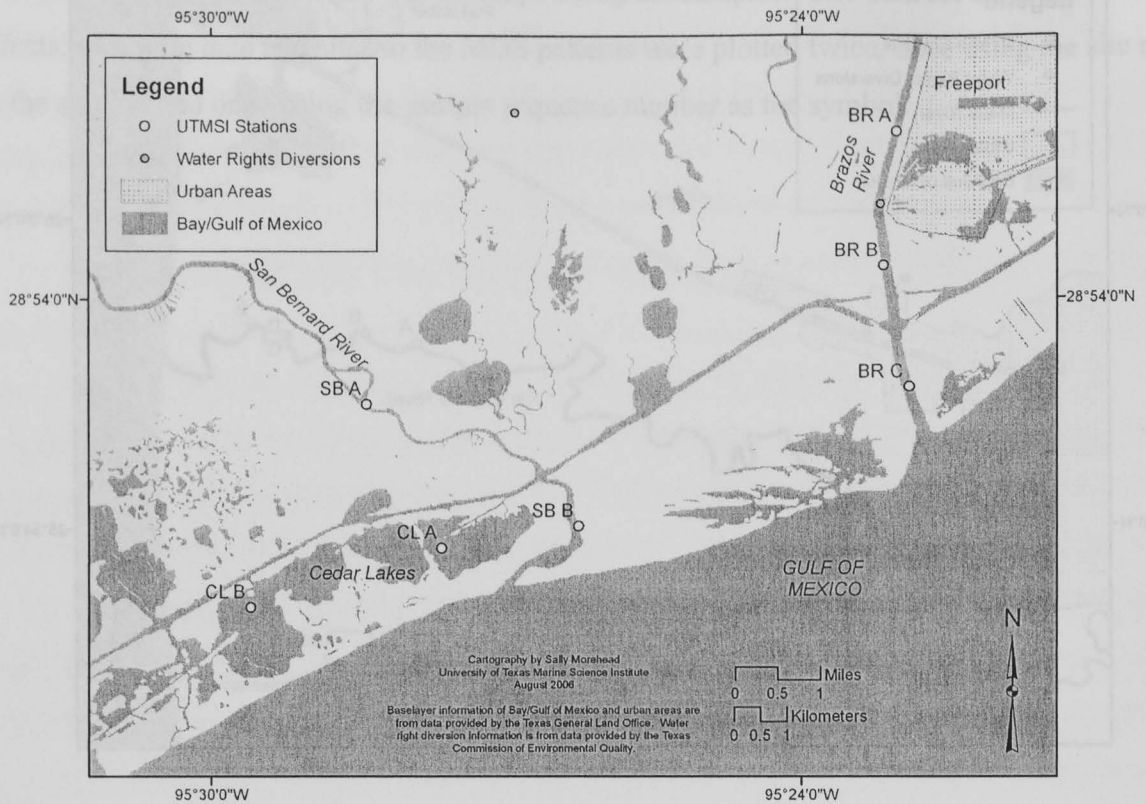 95°30'0"W
95°24'0"W
Legend
UTMSI Stations
Water Rights Diversions
Urban Areas
Bay/Gulf of Mexico
Freeport
BR A
Brazos
River
BR B
28°54'0"N
28°54'0"N
San Bernard River
SB A
BR C
SB B
CL A
Cedar Lakes
CL B
GULF OF
MEXICO
N
Cartography by Sally Morehead
University of Texas Marine Science Institute
August 2006
Baselayer information of Bay/Gulf of Mexico and urban areas are
from data provided by the Texas General Land Office. Water
right diversion information is from data provided by the Texas
Commission of Environmental Quality.
Miles
0 0.5 1
Kilometers
0 0.5 1
95°30'0"W
95°24'0"W